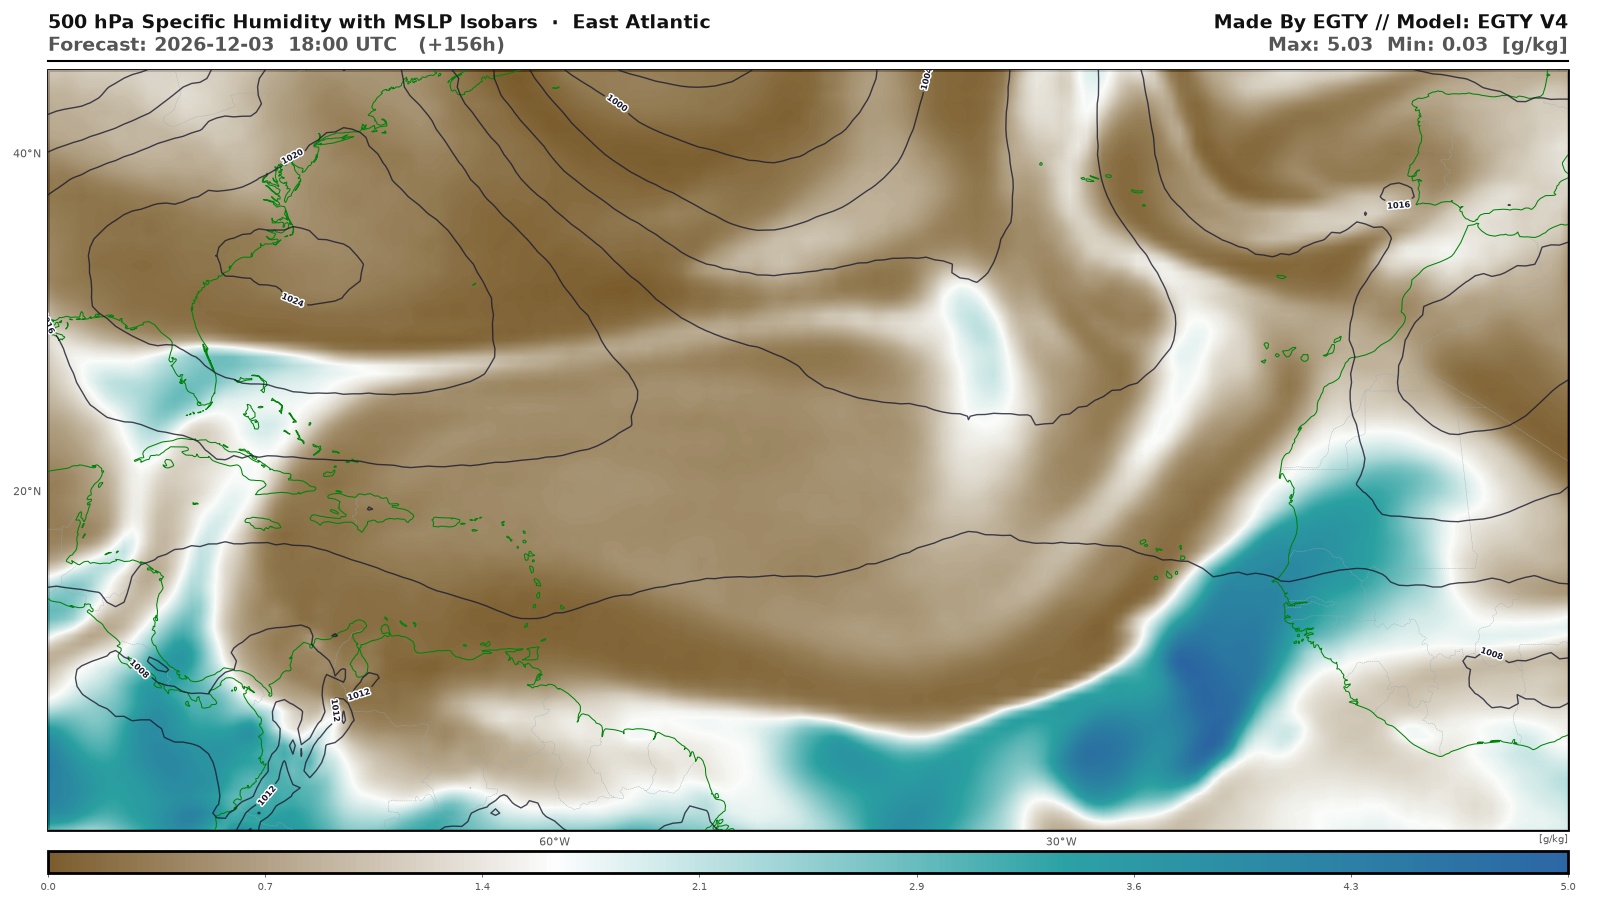 500 hPa Specific Humidity with MSLP Isobars · East Atlantic
Made By EGTY // Model: EGTY V4
Forecast: 2026-12-03 18:00 UTC (+156h)
Max: 5.03 Min: 0.03 [g/kg]
1000
1002
40°N
1020
1016
1024
20°N
1008
1008
1012
1012
1012
60°W
30°W
[g/kg]
0.0 0.7 1.4 2.1 2.9 3.6 4.3 5.0